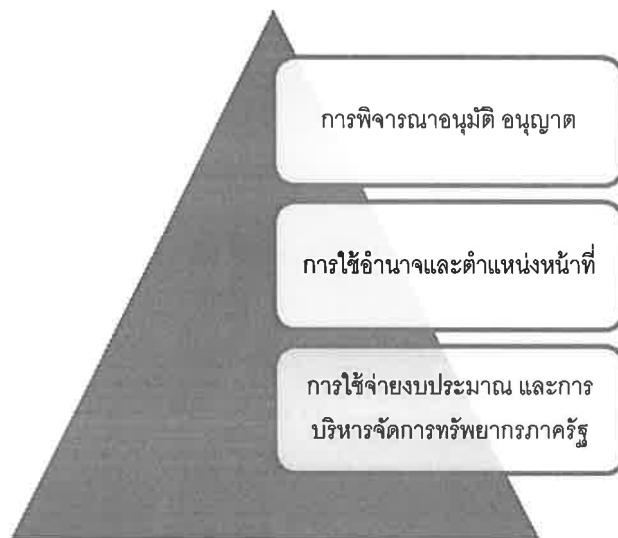 การพิจารณาอนุมัติ อนุญาต
การใช้อำนาจและตำแหน่งหน้าที่
การใช้จ่ายงบประมาณ และการ
บริหารจัดการทรัพยากรภาครัฐ